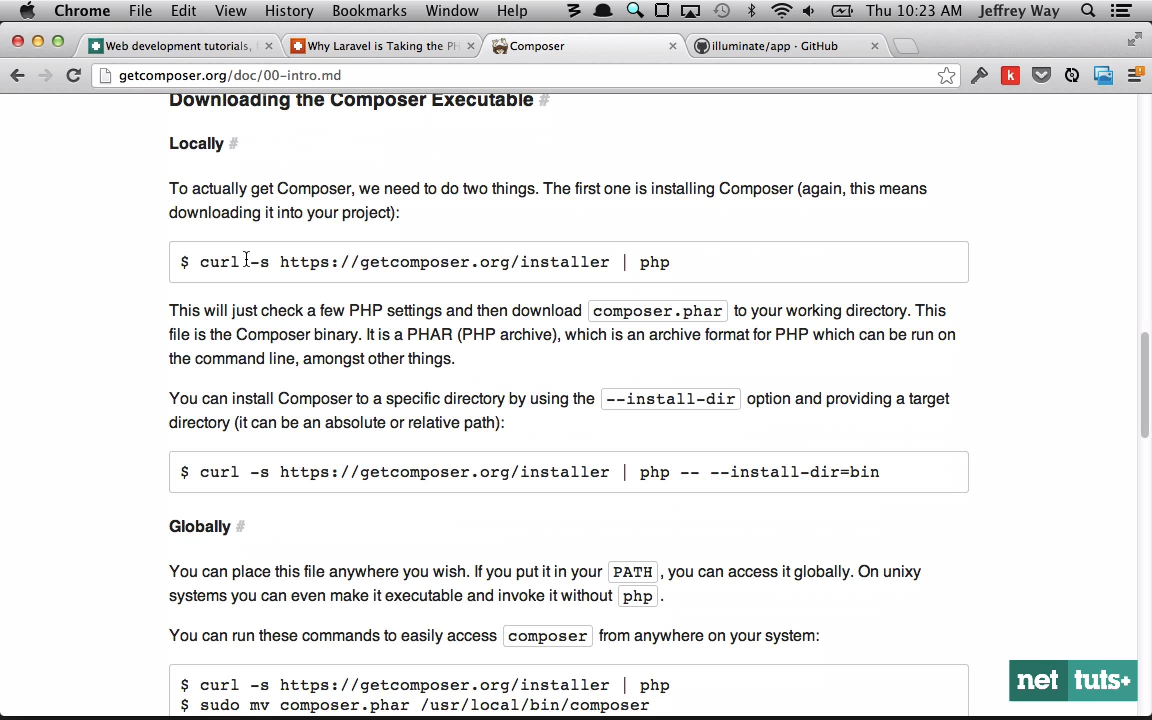 Chrome File Edit View History Bookmarks Window Help Thu 10:23 AM Jeffrey Way
Web development tutorials,
Why Laravel is Taking the PH
Composer
illuminate/app · GitHub
getcomposer.org/doc/00-intro.md
k
Downloading the Composer Executable #
Locally #
To actually get Composer, we need to do two things. The first one is installing Composer (again, this means
downloading it into your project):
$ curl -s https://getcomposer.org/installer | php
This will just check a few PHP settings and then download composer.phar to your working directory. This
file is the Composer binary. It is a PHAR (PHP archive), which is an archive format for PHP which can be run on
the command line, amongst other things.
You can install Composer to a specific directory by using the --install-dir option and providing a target
directory (it can be an absolute or relative path):
$ curl -s https://getcomposer.org/installer | php -- --install-dir=bin
Globally #
You can place this file anywhere you wish. If you put it in your PATH, you can access it globally. On unixy
systems you can even make it executable and invoke it without php.
You can run these commands to easily access composer from anywhere on your system:
$ curl -s https://getcomposer.org/installer | php
$ sudo mv composer.phar /usr/local/bin/composer
net tuts+